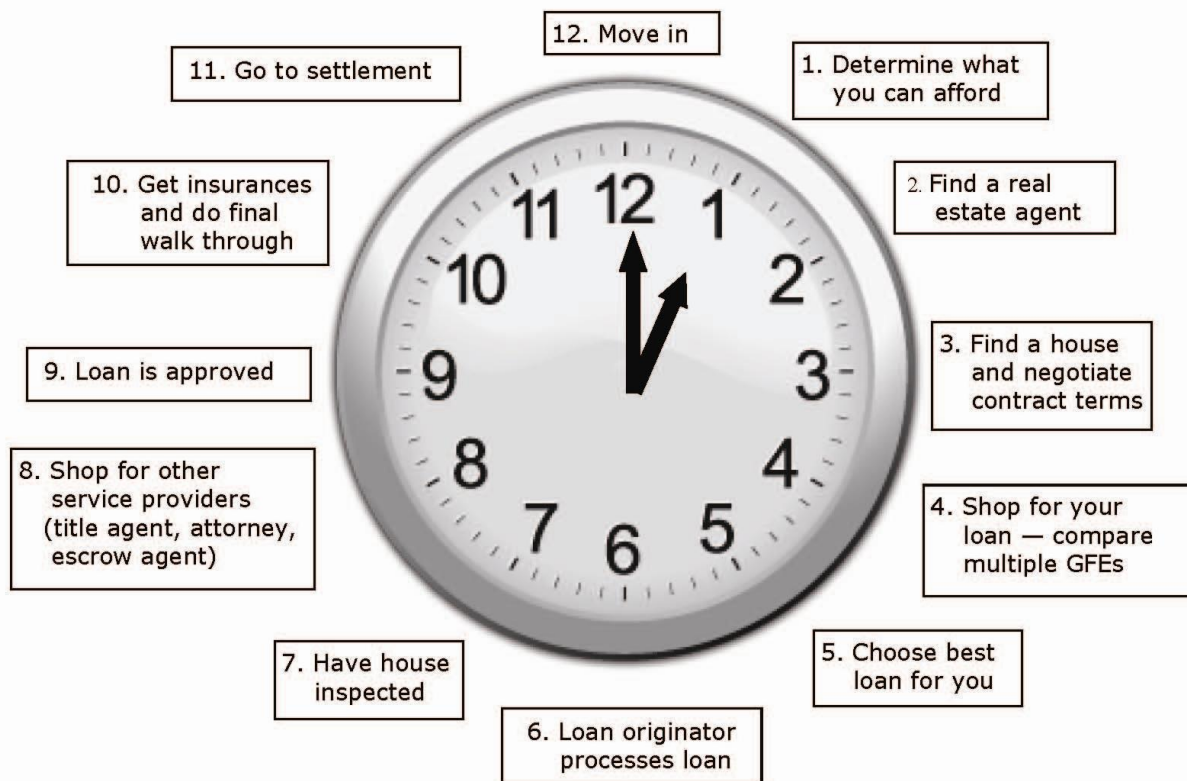 12. Move in
1. Determine what
you can afford
2. Find a real
estate agent
3. Find a house
and negotiate
contract terms
4. Shop for your
loan — compare
multiple GFEs
5. Choose best
loan for you
6. Loan originator
processes loan
7. Have house
inspected
8. Shop for other
service providers
(title agent, attorney,
escrow agent)
9. Loan is approved
10. Get insurances
and do final
walk through
11. Go to settlement
12
1
2
3
4
5
6
7
8
9
10
11